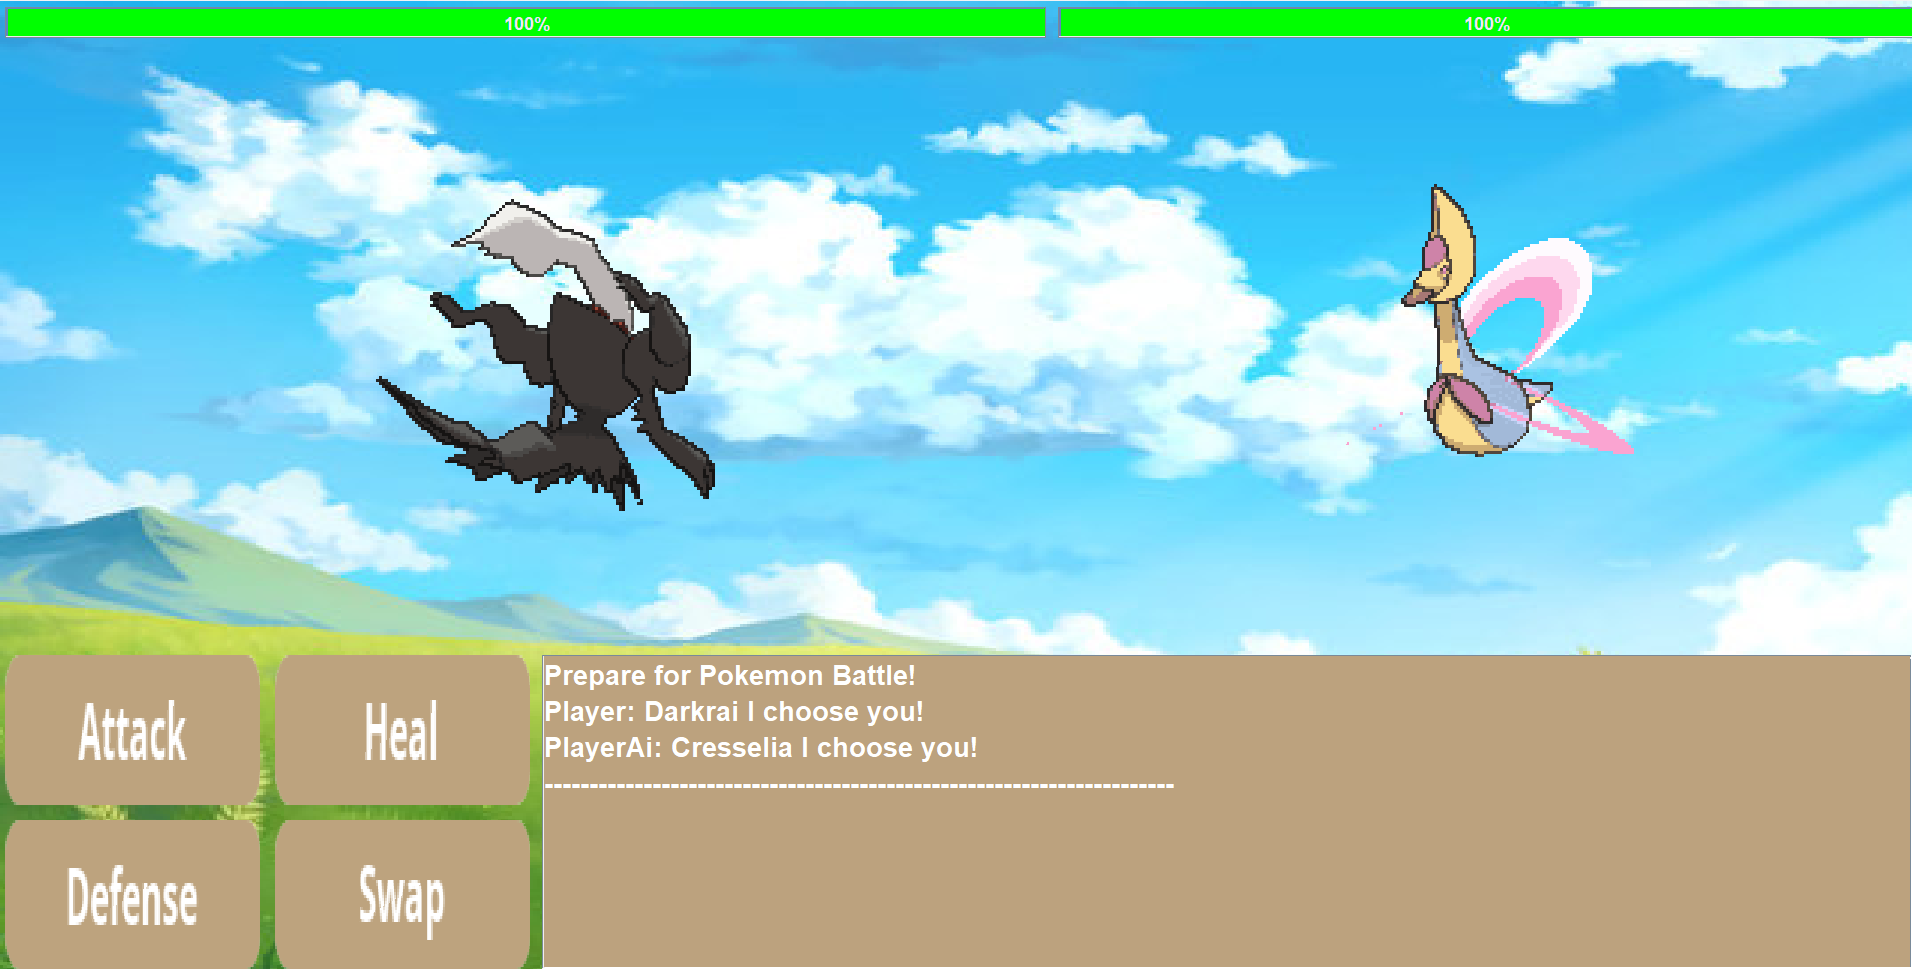 100%
100%
Prepare for Pokemon Battle!
Player: Darkrai I choose you!
PlayerAi: Cresselia I choose you!
----------------------------------------------------------------------
Attack
Heal
Defense
Swap